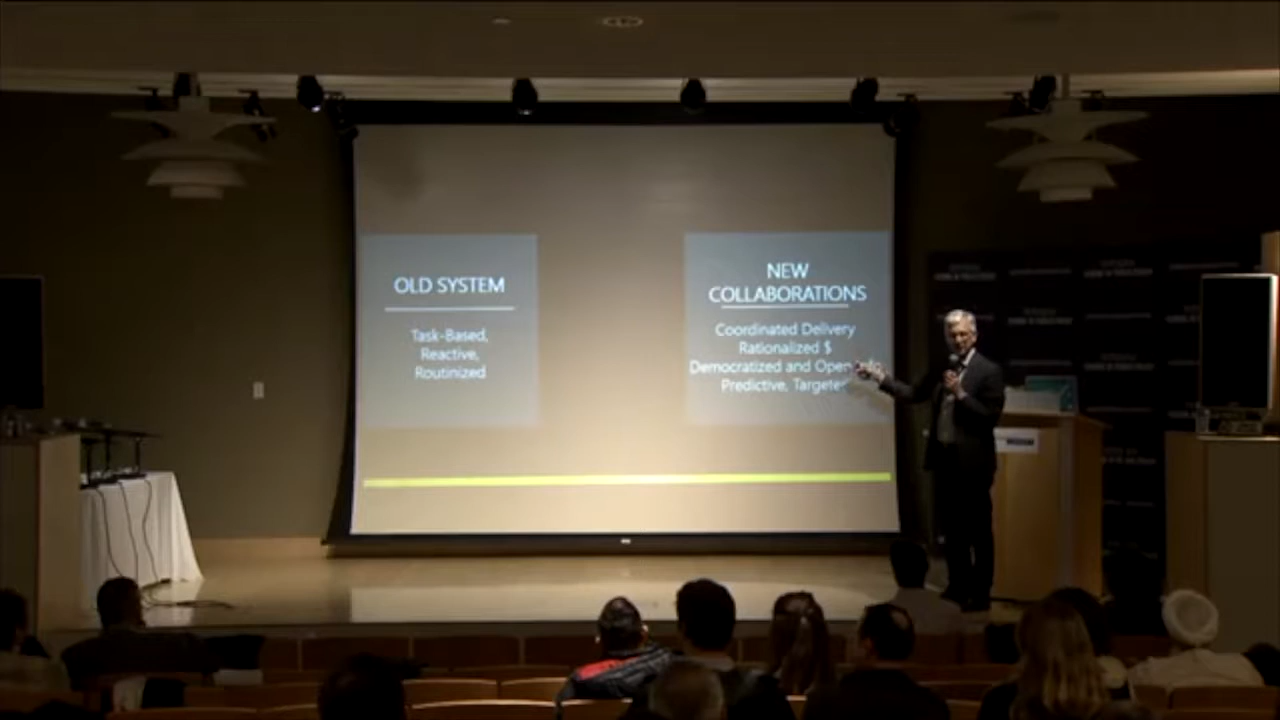 OLD SYSTEM
Task-Based,
Reactive,
Routinized
NEW
COLLABORATIONS
Coordinated Delivery
Rationalized $
Democratized and Open
Predictive,